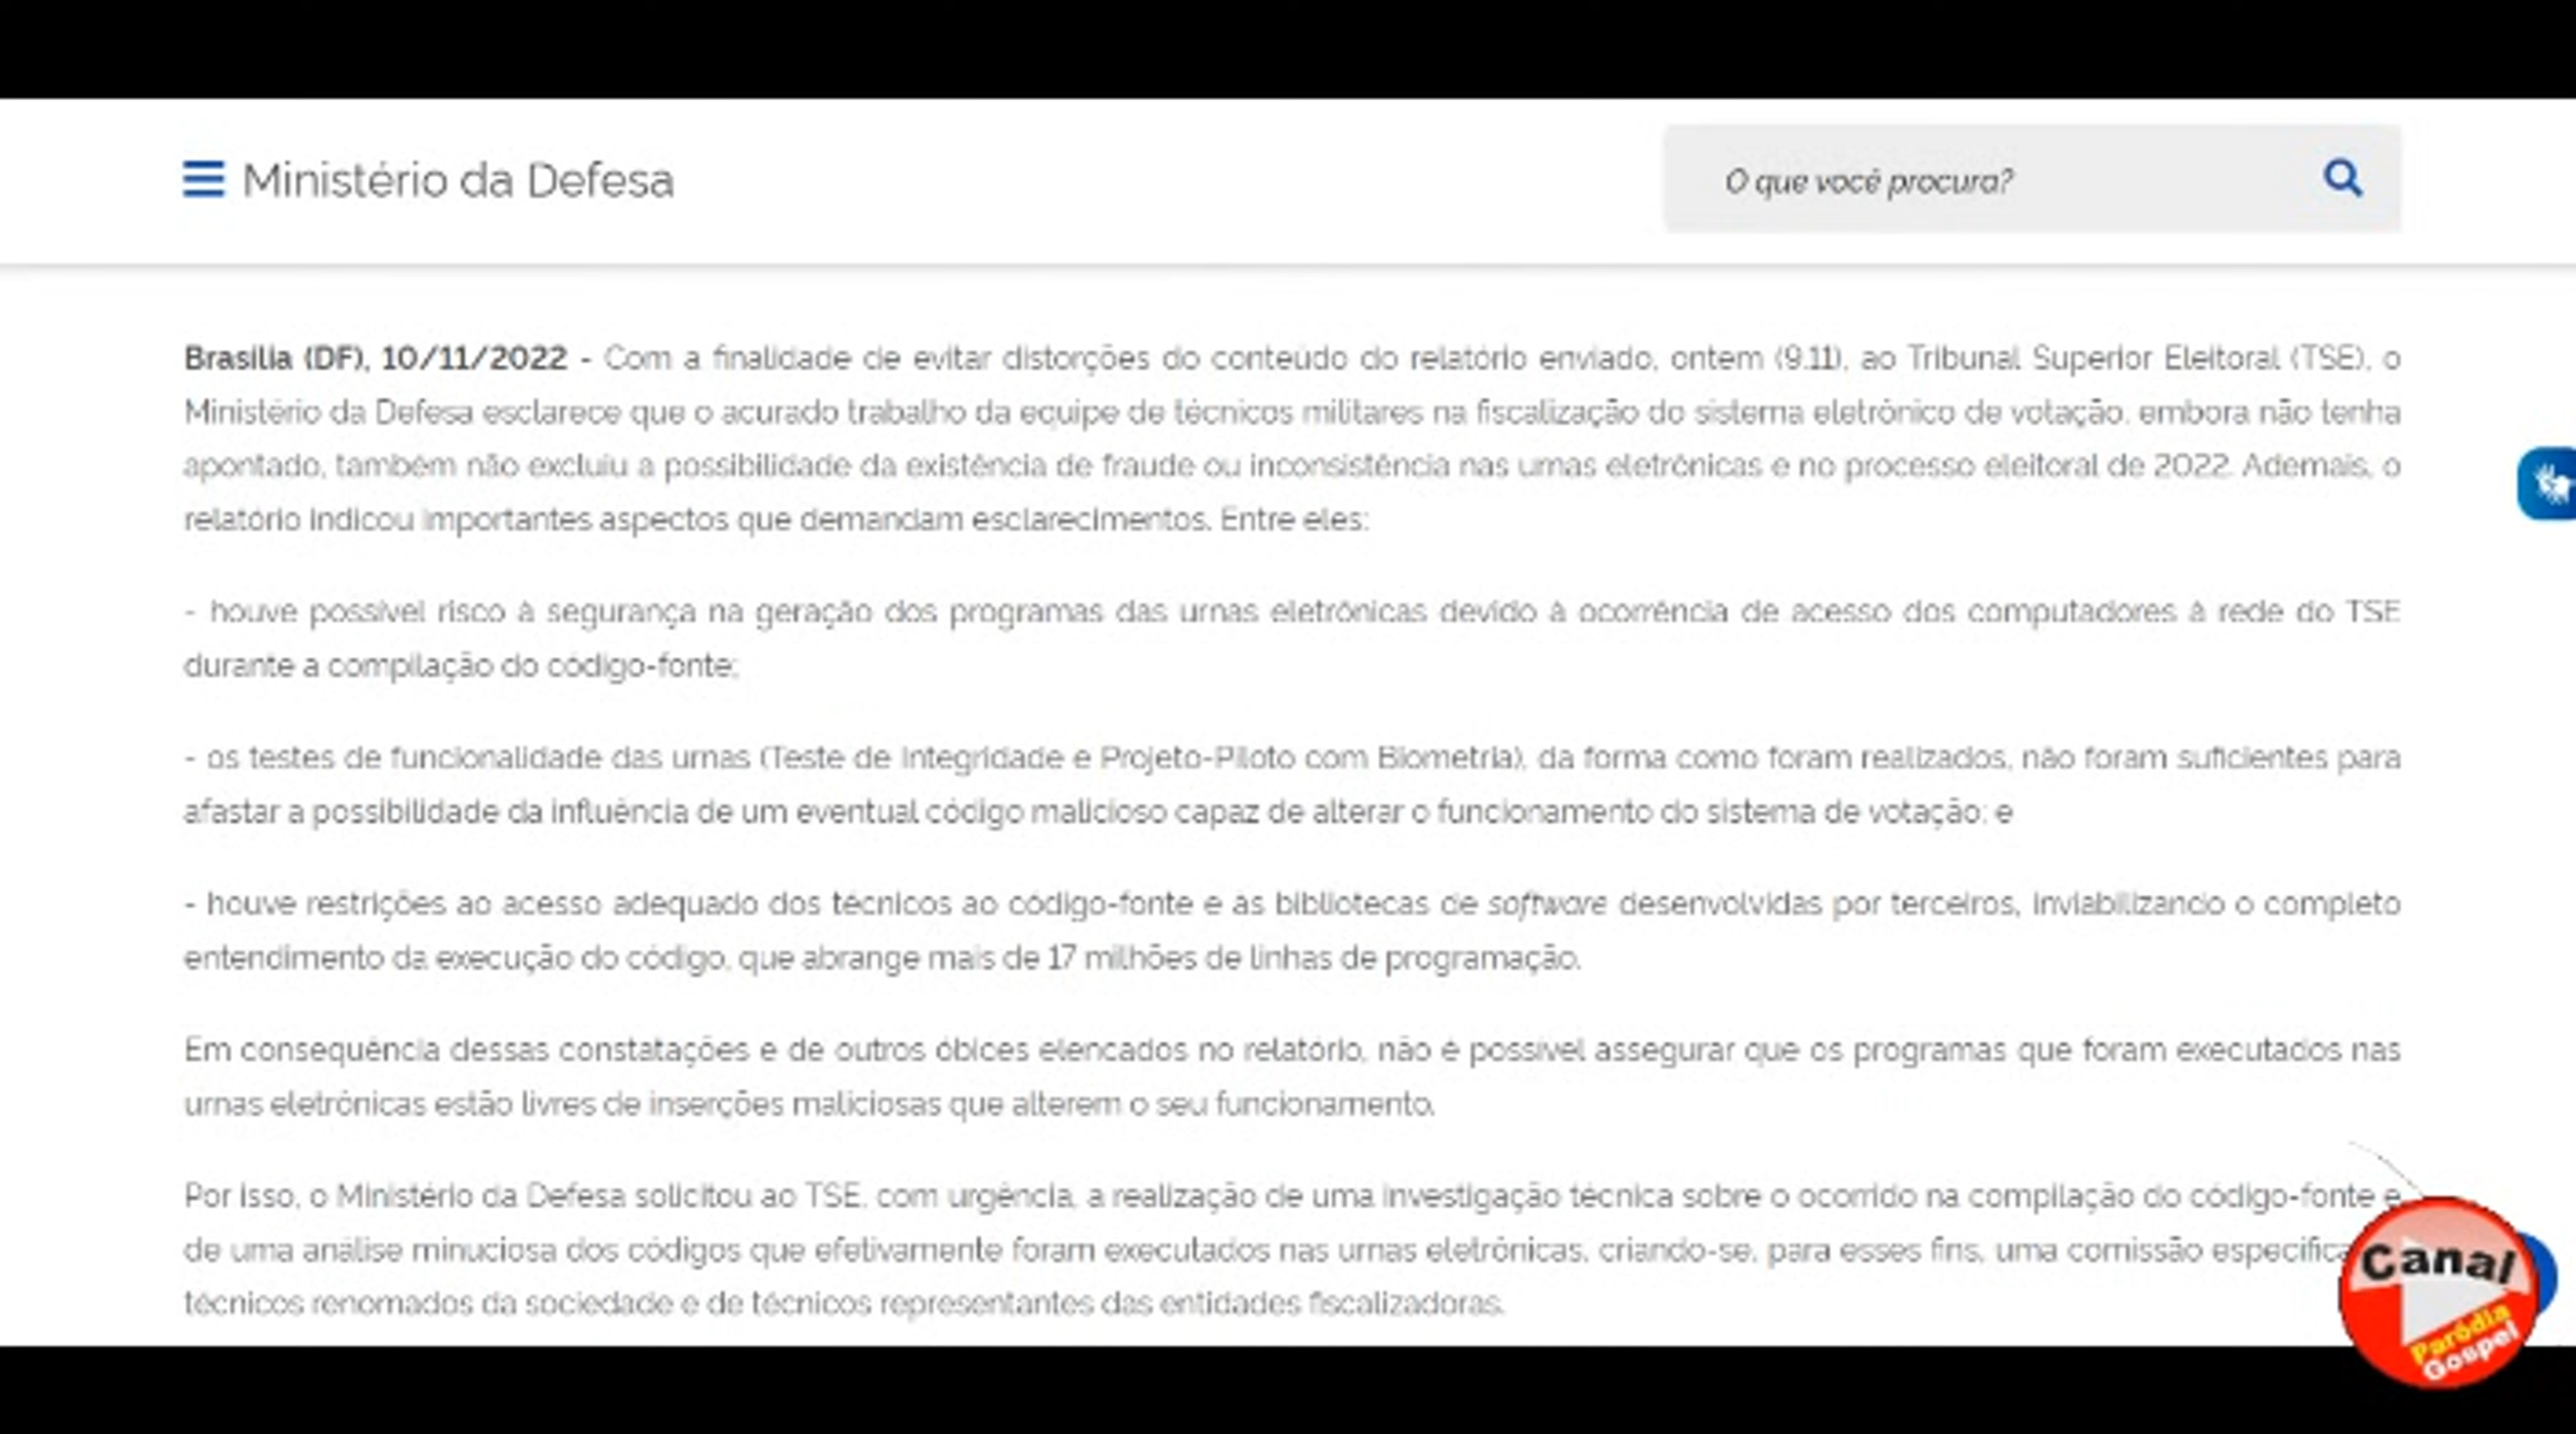 Ministério da Defesa
O que você procura?
Brasília (DF), 10/11/2022 - Com a finalidade de evitar distorções do conteúdo do relatório enviado, ontem (9.11), ao Tribunal Superior Eleitoral (TSE), o
Ministério da Defesa esclarece que o acurado trabalho da equipe de técnicos militares na fiscalização do sistema eletrônico de votação, embora não tenha
apontado, também não excluiu a possibilidade da existência de fraude ou inconsistência nas urnas eletrônicas e no processo eleitoral de 2022. Ademais, o
relatório indicou importantes aspectos que demandam esclarecimentos. Entre eles:
- houve possível risco à segurança na geração dos programas das urnas eletrônicas devido à ocorrência de acesso dos computadores à rede do TSE
durante a compilação do código-fonte;
- os testes de funcionalidade das urnas (Teste de Integridade e Projeto-Piloto com Biometria), da forma como foram realizados, não foram suficientes para
afastar a possibilidade da influência de um eventual código malicioso capaz de alterar o funcionamento do sistema de votação; e
- houve restrições ao acesso adequado dos técnicos ao código-fonte e às bibliotecas de software desenvolvidas por terceiros, inviabilizando o completo
entendimento da execução do código, que abrange mais de 17 milhões de linhas de programação.
Em consequência dessas constatações e de outros óbices elencados no relatório, não é possível assegurar que os programas que foram executados nas
urnas eletrônicas estão livres de inserções maliciosas que alterem o seu funcionamento.
Por isso, o Ministério da Defesa solicitou ao TSE, com urgência, a realização de uma investigação técnica sobre o ocorrido na compilação do código-fonte e
de uma análise minuciosa dos códigos que efetivamente foram executados nas urnas eletrônicas, criando-se, para esses fins, uma comissão específica
técnicos renomados da sociedade e de técnicos representantes das entidades fiscalizadoras.
Canal
Paródia
Gospel